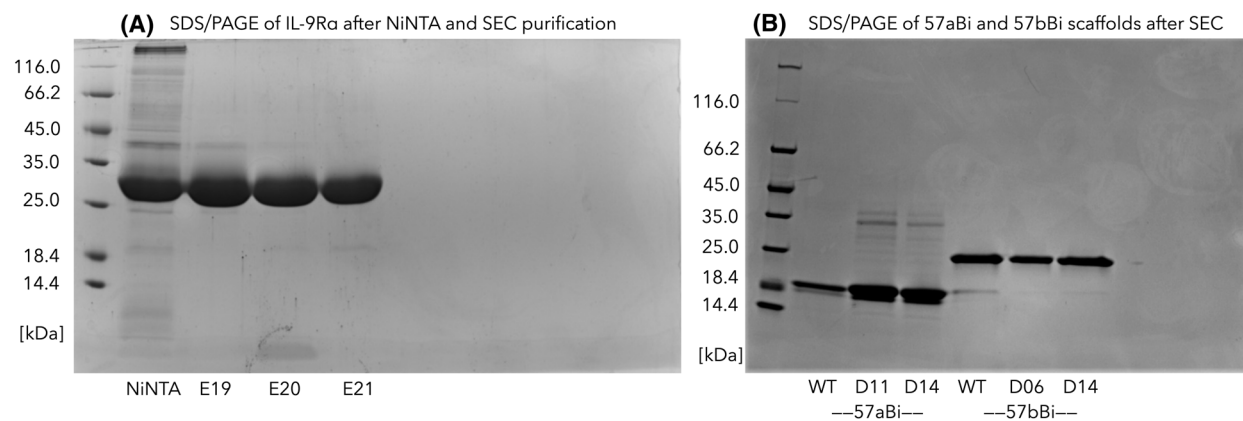 (A) SDS/PAGE of IL-9Rα after NiNTA and SEC purification
116.0
66.2
45.0
35.0
25.0
18.4
14.4
[kDa]
NiNTA E19 E20 E21
(B) SDS/PAGE of 57aBi and 57bBi scaffolds after SEC
116.0
66.2
45.0
35.0
25.0
18.4
14.4
[kDa]
WT D11 D14 WT D06 D14
––57aBi–– ––57bBi––